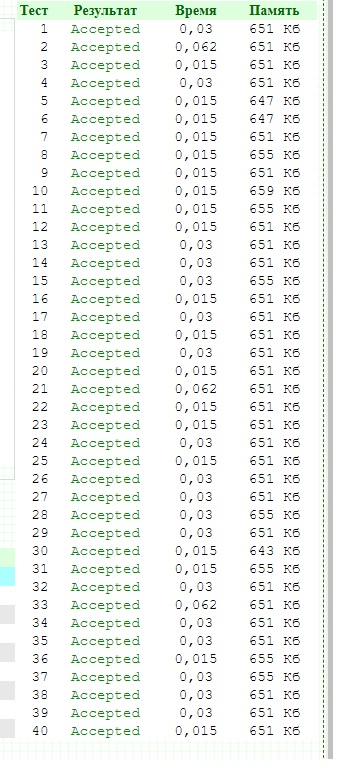 Тест Результат Время Память
1 Accepted 0,03 651 Кб
2 Accepted 0,062 651 Кб
3 Accepted 0,015 651 Кб
4 Accepted 0,03 651 Кб
5 Accepted 0,015 647 Кб
6 Accepted 0,015 647 Кб
7 Accepted 0,015 651 Кб
8 Accepted 0,015 655 Кб
9 Accepted 0,015 651 Кб
10 Accepted 0,015 659 Кб
11 Accepted 0,015 655 Кб
12 Accepted 0,015 651 Кб
13 Accepted 0,03 651 Кб
14 Accepted 0,03 651 Кб
15 Accepted 0,03 655 Кб
16 Accepted 0,015 651 Кб
17 Accepted 0,03 651 Кб
18 Accepted 0,015 651 Кб
19 Accepted 0,03 651 Кб
20 Accepted 0,015 651 Кб
21 Accepted 0,062 651 Кб
22 Accepted 0,015 651 Кб
23 Accepted 0,015 651 Кб
24 Accepted 0,03 651 Кб
25 Accepted 0,015 651 Кб
26 Accepted 0,03 651 Кб
27 Accepted 0,03 651 Кб
28 Accepted 0,03 655 Кб
29 Accepted 0,03 651 Кб
30 Accepted 0,015 643 Кб
31 Accepted 0,015 655 Кб
32 Accepted 0,03 651 Кб
33 Accepted 0,062 651 Кб
34 Accepted 0,03 651 Кб
35 Accepted 0,03 651 Кб
36 Accepted 0,015 655 Кб
37 Accepted 0,03 655 Кб
38 Accepted 0,03 651 Кб
39 Accepted 0,03 651 Кб
40 Accepted 0,015 651 Кб